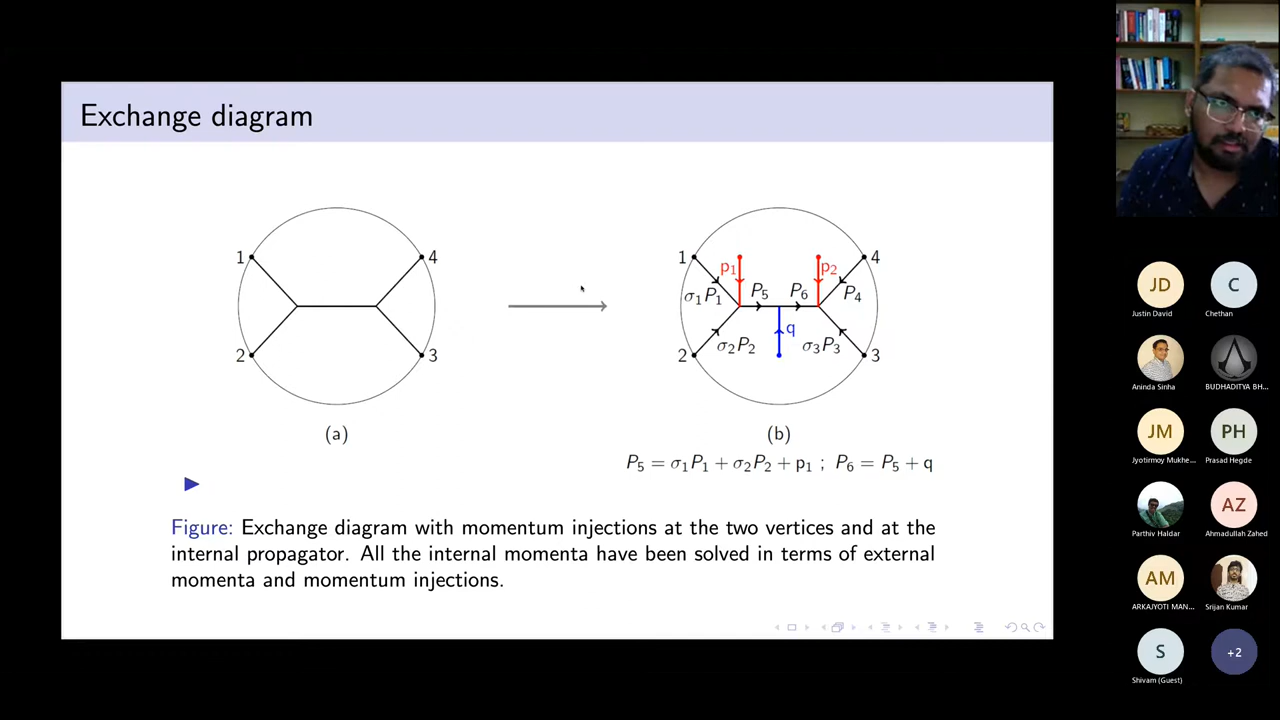 Exchange diagram
1
4
2
3
(a)
1
4
p₁
p₂
σ₁P₁
P₅
P₆
P₄
q
σ₂P₂
σ₃P₃
2
3
(b)
P₅ = σ₁P₁ + σ₂P₂ + p₁ ; P₆ = P₅ + q
Figure: Exchange diagram with momentum injections at the two vertices and at the
internal propagator. All the internal momenta have been solved in terms of external
momenta and momentum injections.
JD
C
Justin David
Chethan
Aninda Sinha
BUDHADITYA BH...
JM
PH
Jyotirmoy Mukhe...
Prasad Hegde
AZ
Parthiv Haldar
Ahmadullah Zahed
AM
ARKAJYOTI MAN...
Srijan Kumar
S
+2
Shivam (Guest)